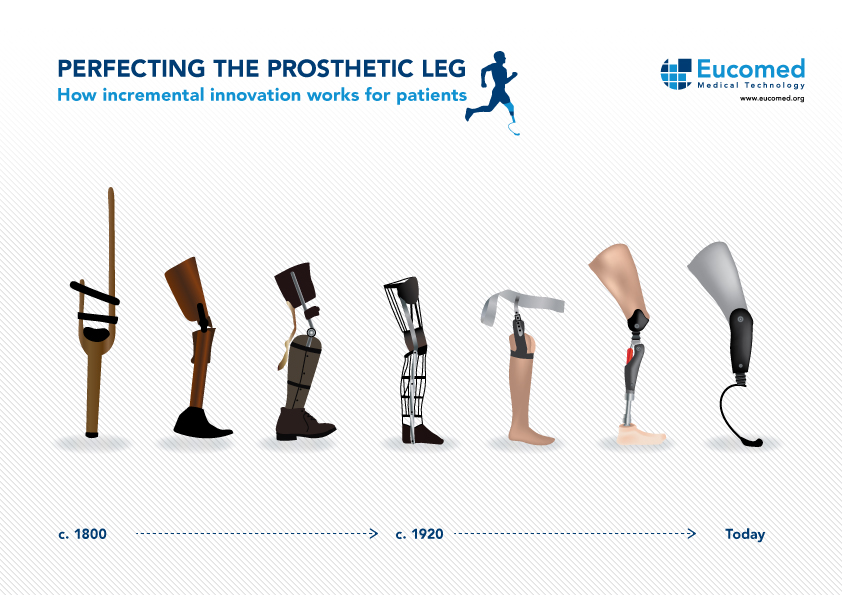 PERFECTING THE PROSTHETIC LEG
How incremental innovation works for patients
Eucomed
Medical Technology
www.eucomed.org
c. 1800
c. 1920
Today